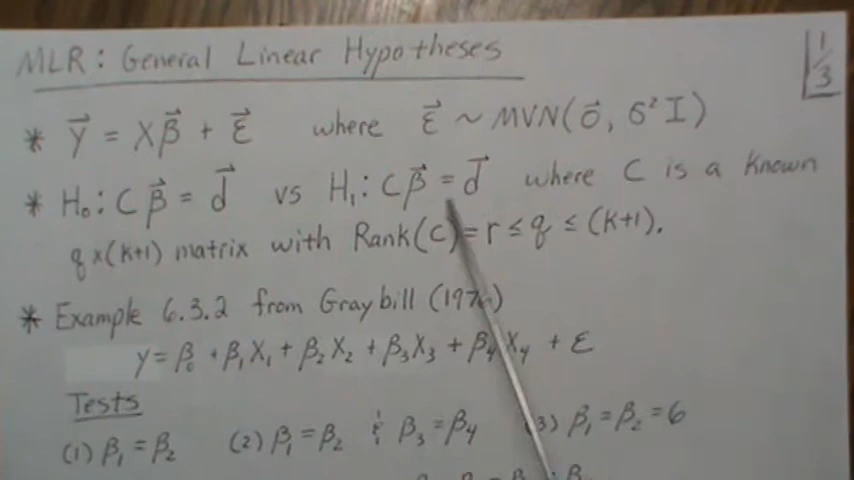 MLR: General Linear Hypotheses
1/3
* Y⃗ = Xβ⃗ + ε⃗ where ε⃗ ~ MVN(0⃗, σ²I)
* H₀: Cβ⃗ = d⃗ vs H₁: Cβ⃗ = d⃗ where C is a known
q×(k+1) matrix with Rank(C) = r ≤ q ≤ (k+1).
* Example 6.3.2 from Graybill (1976)
y = β₀ + β₁X₁ + β₂X₂ + β₃X₃ + β₄X₄ + ε
Tests
(1) β₁ = β₂ (2) β₁ = β₂ & β₃ = β₄ (3) β₁ = β₂ = 6